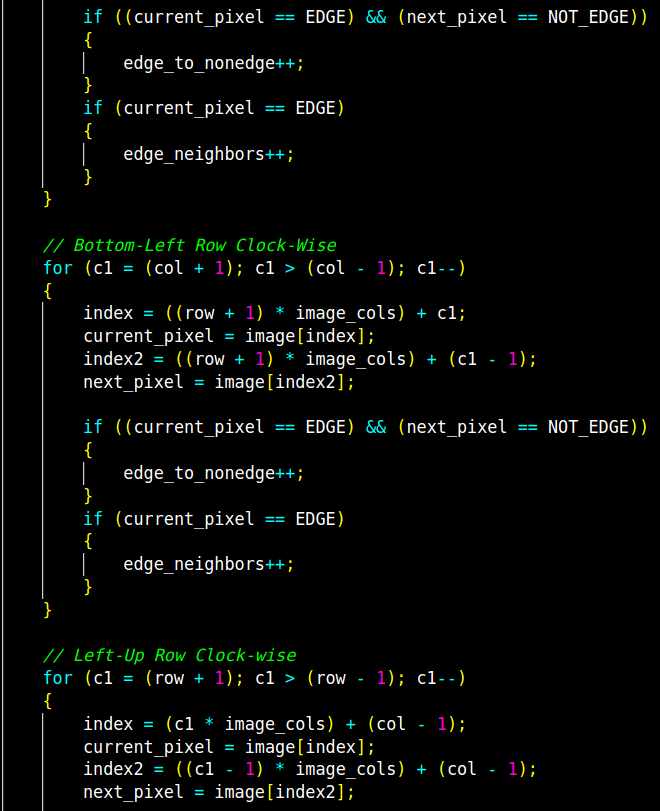 if ((current_pixel == EDGE) && (next_pixel == NOT_EDGE))
{
edge_to_nonedge++;
}
if (current_pixel == EDGE)
{
edge_neighbors++;
}
}
// Bottom-Left Row Clock-Wise
for (c1 = (col + 1); c1 > (col - 1); c1--)
{
index = ((row + 1) * image_cols) + c1;
current_pixel = image[index];
index2 = ((row + 1) * image_cols) + (c1 - 1);
next_pixel = image[index2];
if ((current_pixel == EDGE) && (next_pixel == NOT_EDGE))
{
edge_to_nonedge++;
}
if (current_pixel == EDGE)
{
edge_neighbors++;
}
}
// Left-Up Row Clock-wise
for (c1 = (row + 1); c1 > (row - 1); c1--)
{
index = (c1 * image_cols) + (col - 1);
current_pixel = image[index];
index2 = ((c1 - 1) * image_cols) + (col - 1);
next_pixel = image[index2];